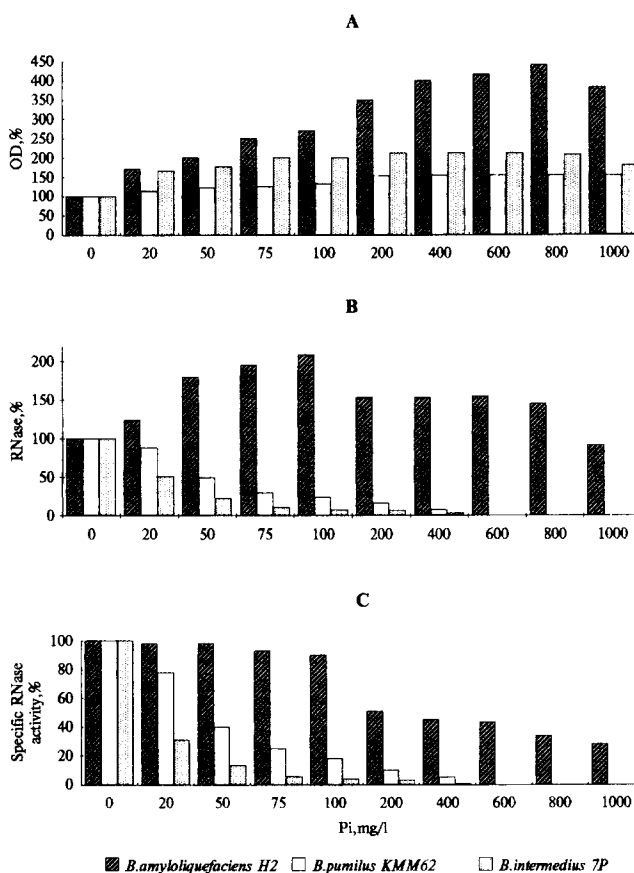 A
OD,%
450
400
350
300
250
200
150
100
50
0
0 20 50 75 100 200 400 600 800 1000
B
RNase,%
200
150
100
50
0
0 20 50 75 100 200 400 600 800 1000
C
Specific RNase
activity,%
100
80
60
40
20
0
0 20 50 75 100 200 400 600 800 1000
Pi,mg/l
B.amyloliquefaciens H2 B.pumilus KMM62 B.intermedius 7P